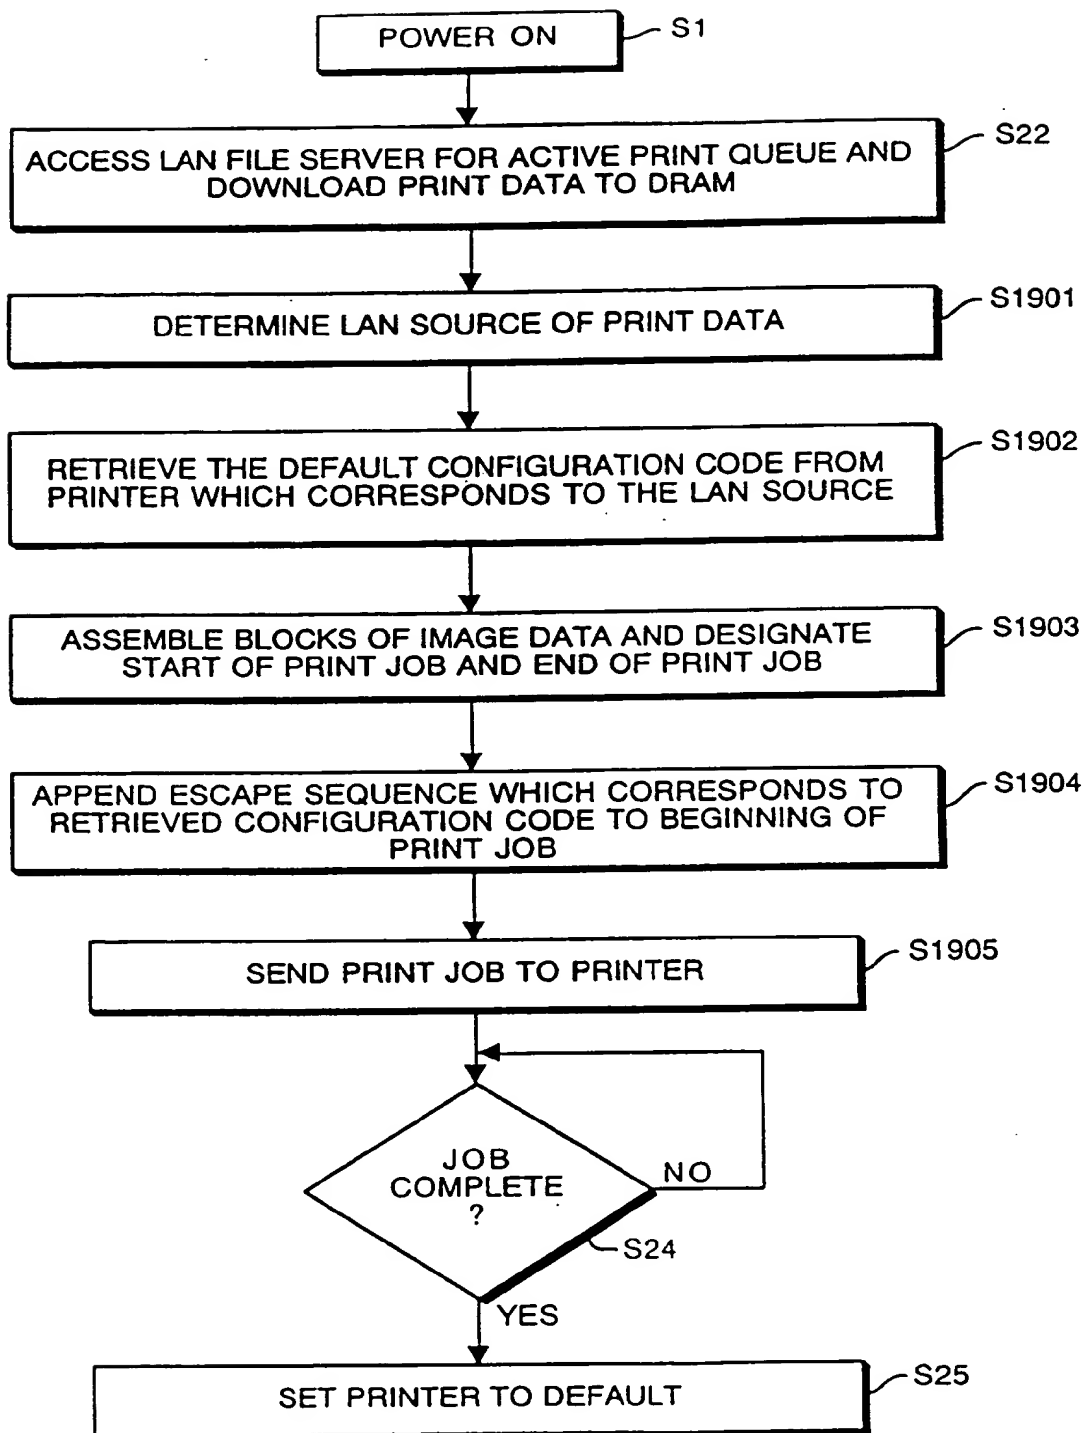 POWER ON
S1
ACCESS LAN FILE SERVER FOR ACTIVE PRINT QUEUE AND
DOWNLOAD PRINT DATA TO DRAM
S22
DETERMINE LAN SOURCE OF PRINT DATA
S1901
RETRIEVE THE DEFAULT CONFIGURATION CODE FROM
PRINTER WHICH CORRESPONDS TO THE LAN SOURCE
S1902
ASSEMBLE BLOCKS OF IMAGE DATA AND DESIGNATE
START OF PRINT JOB AND END OF PRINT JOB
S1903
APPEND ESCAPE SEQUENCE WHICH CORRESPONDS TO
RETRIEVED CONFIGURATION CODE TO BEGINNING OF
PRINT JOB
S1904
SEND PRINT JOB TO PRINTER
S1905
JOB
COMPLETE
?
NO
S24
YES
SET PRINTER TO DEFAULT
S25